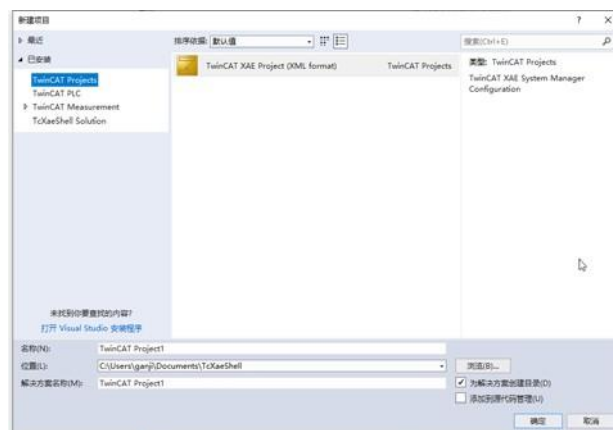 新建项目
? ×
▷ 最近
排序依据: 默认值
搜索(Ctrl+E)
◢ 已安装
TwinCAT Projects
TwinCAT PLC
▷ TwinCAT Measurement
TcXaeShell Solution
TwinCAT XAE Project (XML format) TwinCAT Projects
类型: TwinCAT Projects
TwinCAT XAE System Manager
Configuration
未找到你要查找的内容?
打开 Visual Studio 安装程序
名称(N): TwinCAT Project1
位置(L): C:\Users\ganji\Documents\TcXaeShell 浏览(B)...
解决方案名称(M): TwinCAT Project1
为解决方案创建目录(D)
添加到源代码管理(U)
确定 取消